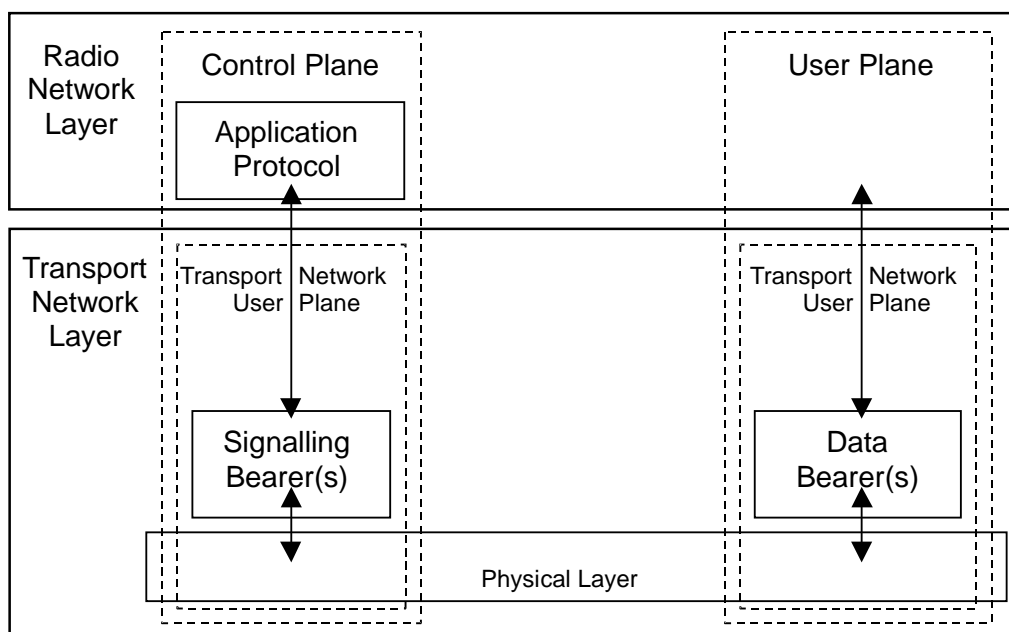 Radio
Network
Layer
Control Plane
User Plane
Application
Protocol
Transport
Network
Layer
Transport Network
User Plane
Transport Network
User Plane
Signalling
Bearer(s)
Data
Bearer(s)
Physical Layer